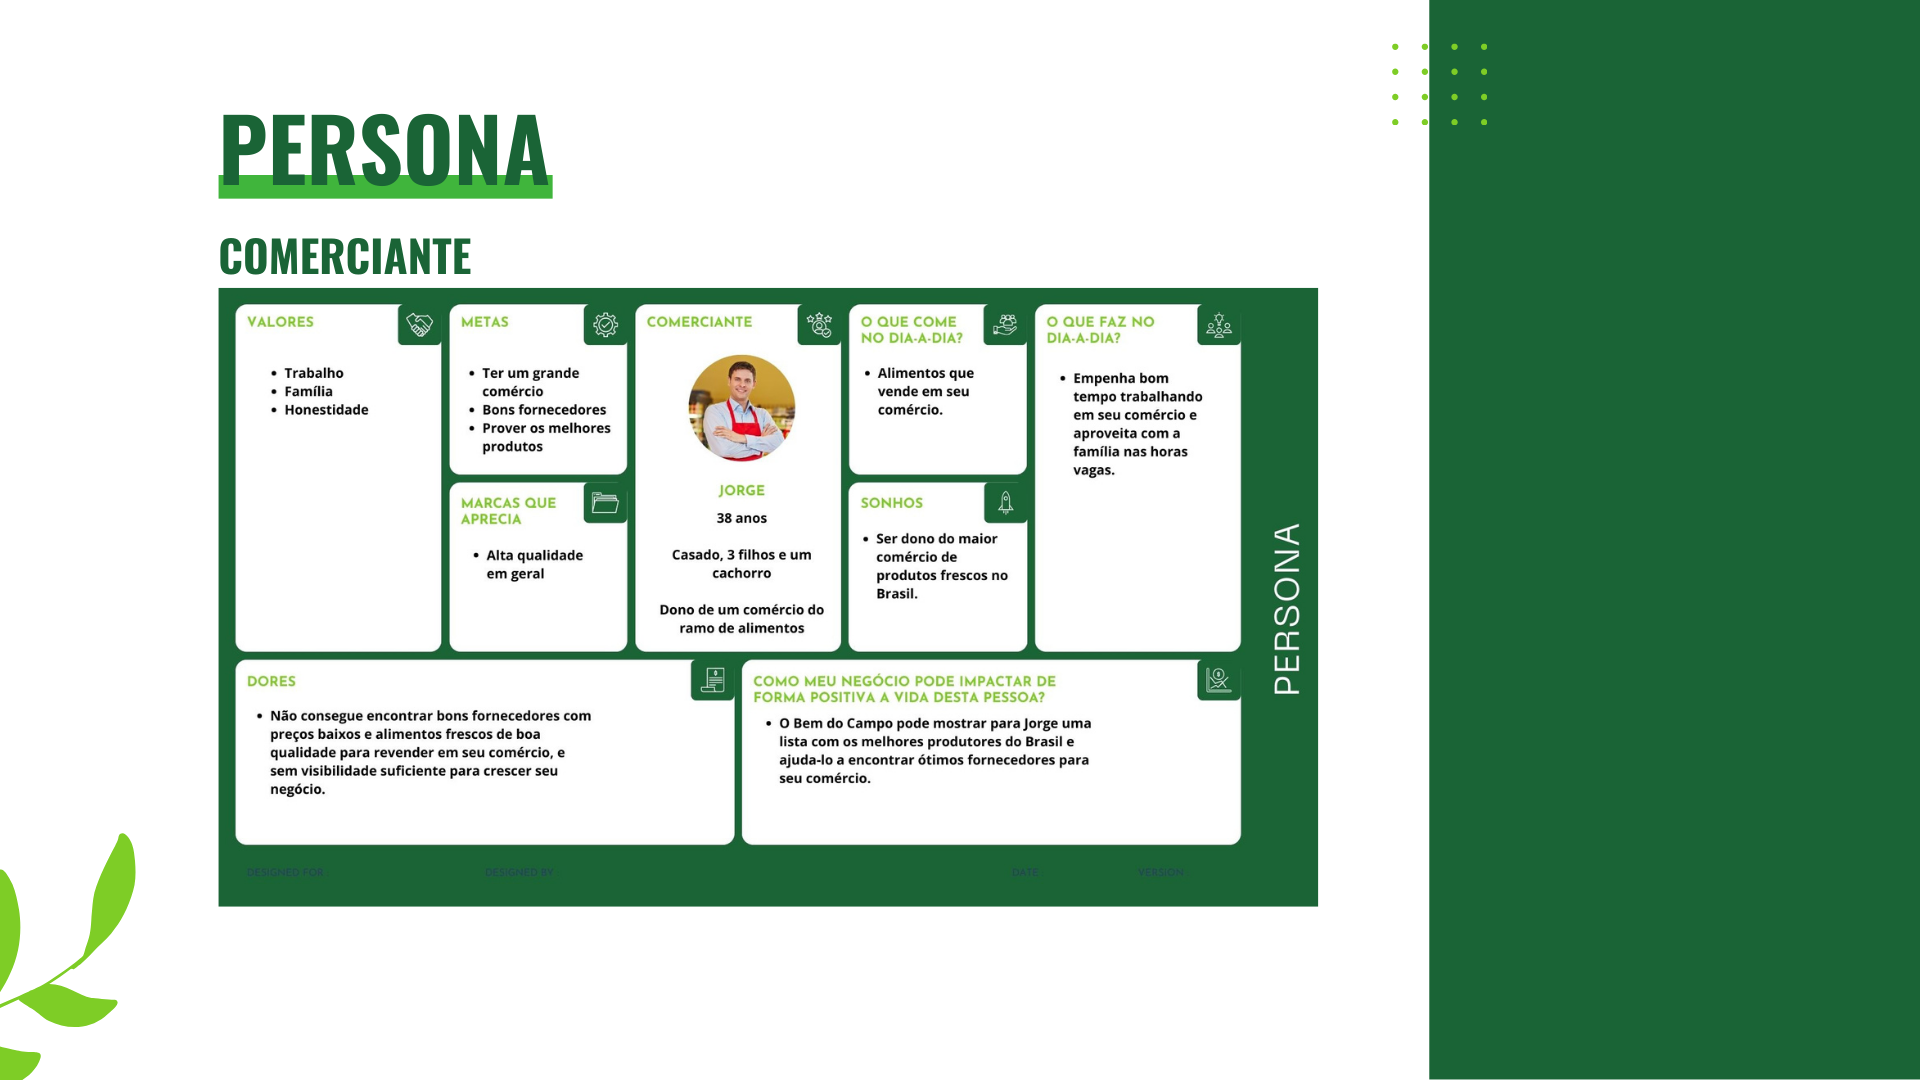 PERSONA
COMERCIANTE
VALORES
• Trabalho
• Família
• Honestidade
METAS
• Ter um grande
comércio
• Bons fornecedores
• Prover os melhores
produtos
MARCAS QUE
APRECIA
• Alta qualidade
em geral
COMERCIANTE
JORGE
38 anos
Casado, 3 filhos e um
cachorro
Dono de um comércio do
ramo de alimentos
O QUE COME
NO DIA-A-DIA?
• Alimentos que
vende em seu
comércio.
SONHOS
• Ser dono do maior
comércio de
produtos frescos no
Brasil.
O QUE FAZ NO
DIA-A-DIA?
• Empenha bom
tempo trabalhando
em seu comércio e
aproveita com a
família nas horas
vagas.
PERSONA
DORES
• Não consegue encontrar bons fornecedores com
preços baixos e alimentos frescos de boa
qualidade para revender em seu comércio, e
sem visibilidade suficiente para crescer seu
negócio.
COMO MEU NEGÓCIO PODE IMPACTAR DE
FORMA POSITIVA A VIDA DESTA PESSOA?
• O Bem do Campo pode mostrar para Jorge uma
lista com os melhores produtores do Brasil e
ajuda-lo a encontrar ótimos fornecedores para
seu comércio.
DESIGNED FOR
DESIGNED BY
DATE
VERSION